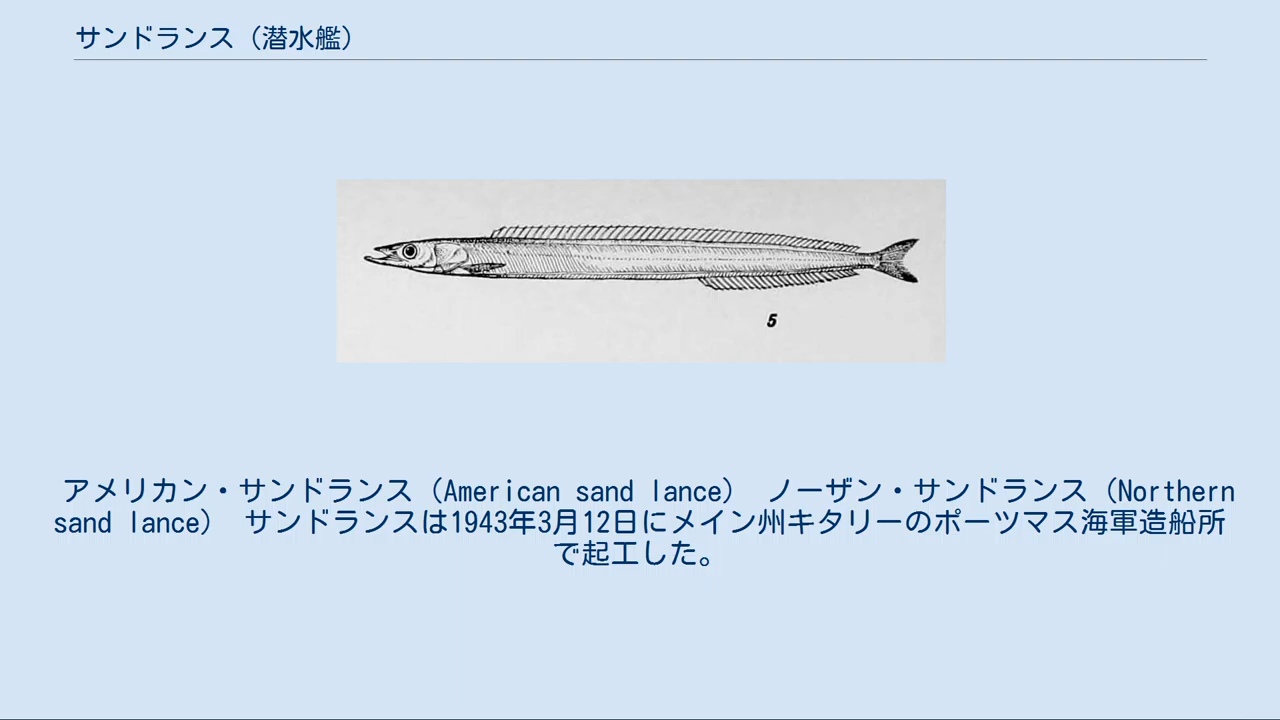 サンドランス（潜水艦）
5
アメリカン・サンドランス（American sand lance） ノーザン・サンドランス（Northern
sand lance） サンドランスは1943年3月12日にメイン州キタリーのポーツマス海軍造船所
で起工した。